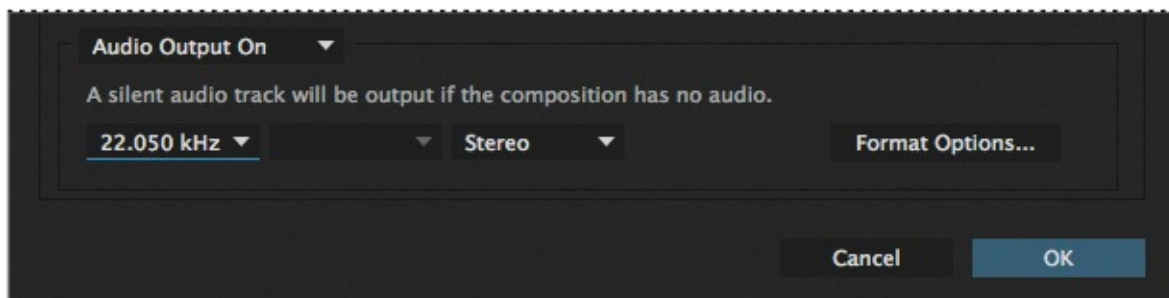 Audio Output On
A silent audio track will be output if the composition has no audio.
22.050 kHz Stereo Format Options...
Cancel OK